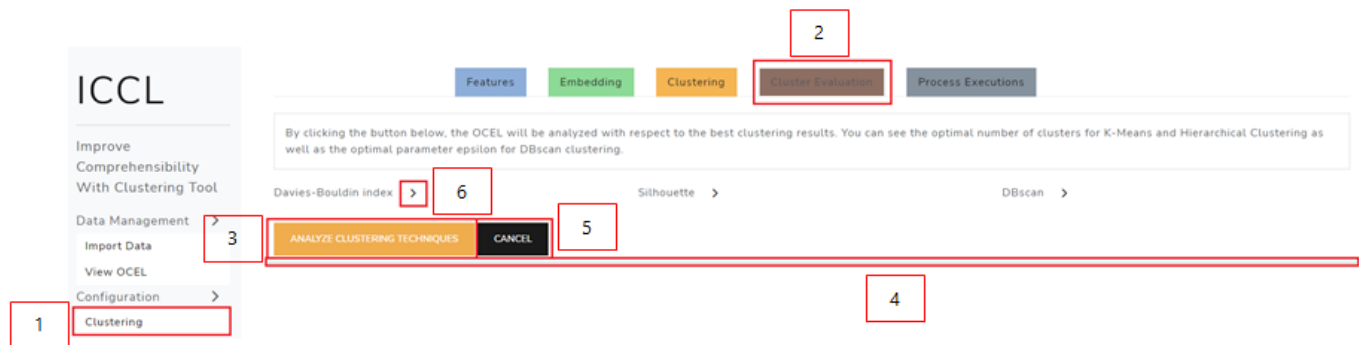 2
ICCL
Features
Embedding
Clustering
Cluster Evaluation
Process Executions
By clicking the button below, the OCEL will be analyzed with respect to the best clustering results. You can see the optimal number of clusters for K-Means and Hierarchical Clustering as
well as the optimal parameter epsilon for DBscan clustering.
Improve
Comprehensibility
With Clustering Tool
Davies-Bouldin index >
6
Silhouette >
DBscan >
Data Management >
Import Data
View OCEL
Configuration >
Clustering
3
ANALYZE CLUSTERING TECHNIQUES
CANCEL
5
4
1